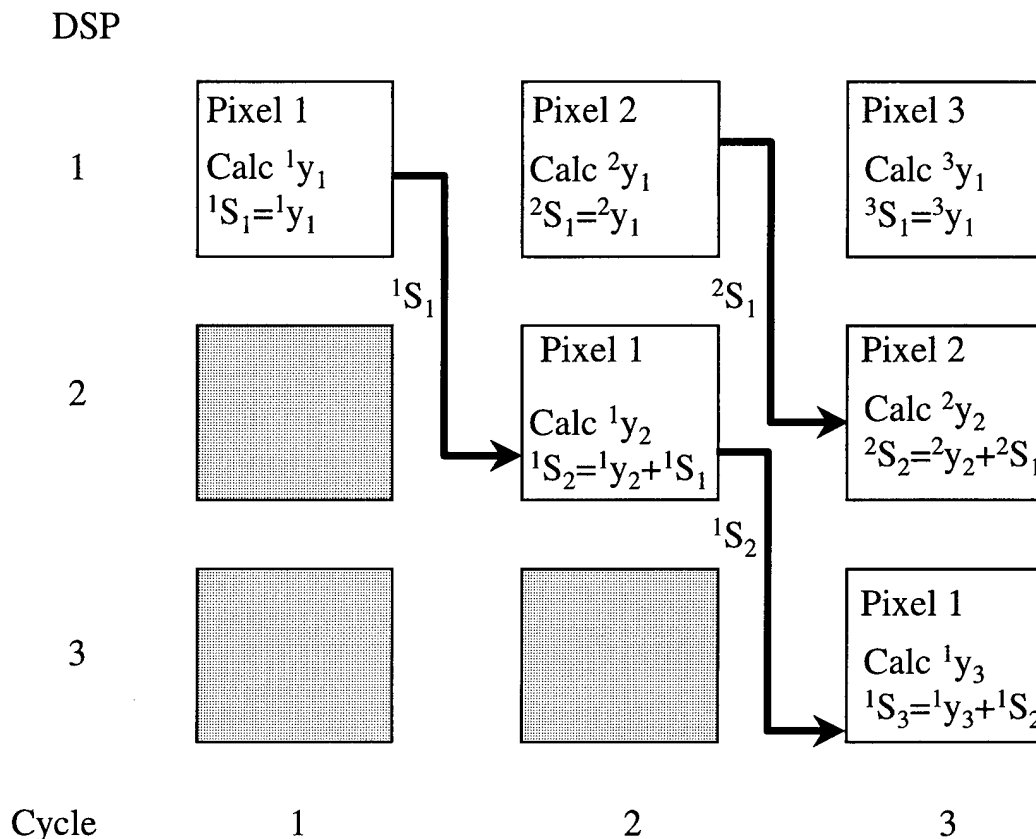 DSP
1
Pixel 1
Calc ¹y₁
¹S₁=¹y₁
Pixel 2
Calc ²y₁
²S₁=²y₁
Pixel 3
Calc ³y₁
³S₁=³y₁
¹S₁
²S₁
2
Pixel 1
Calc ¹y₂
¹S₂=¹y₂+¹S₁
Pixel 2
Calc ²y₂
²S₂=²y₂+²S₁
¹S₂
3
Pixel 1
Calc ¹y₃
¹S₃=¹y₃+¹S₂
Cycle 1 2 3